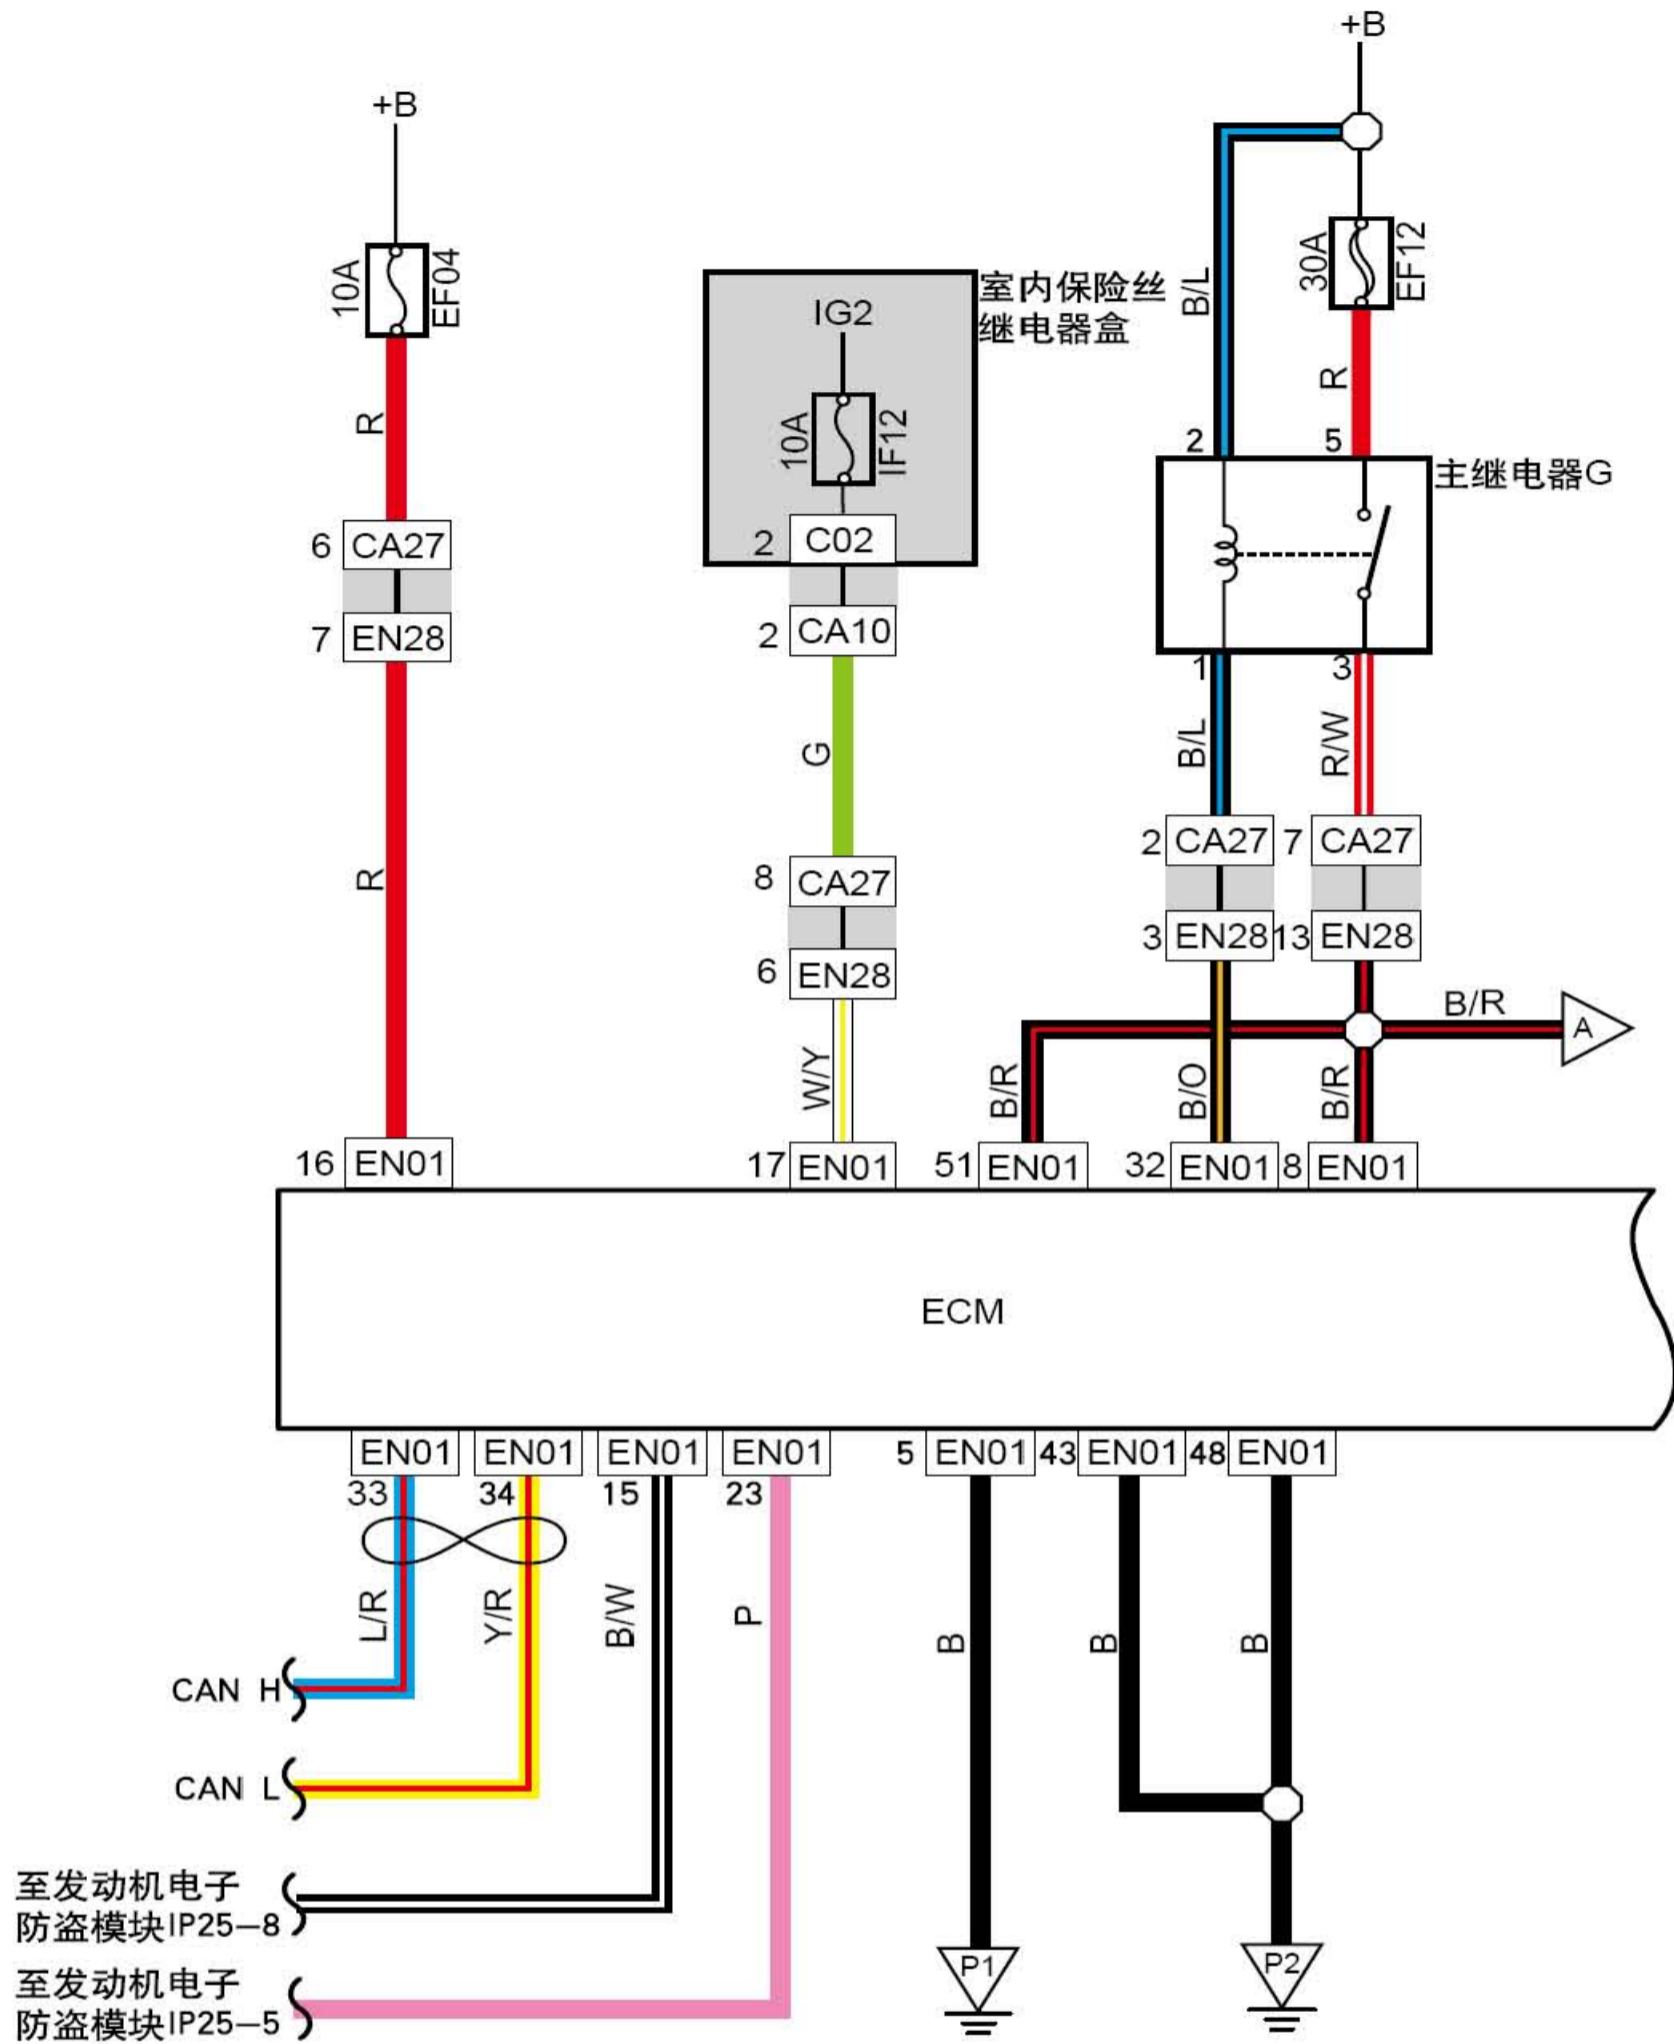 +B
+B
10A
EF04
室内保险丝
继电器盒
IG2
10A
IF12
2
C02
2
CA10
B/L
30A
EF12
R
R
2
5
主继电器G
6
CA27
7
EN28
1
3
G
B/L
R/W
8
CA27
6
EN28
2
CA27
7
CA27
3
EN28
13
EN28
R
B/R
A
W/Y
B/R
B/O
B/R
16
EN01
17
EN01
51
EN01
32
EN01
8
EN01
ECM
EN01
EN01
EN01
EN01
5
EN01
43
EN01
48
EN01
33
34
15
23
L/R
Y/R
B/W
P
B
B
B
CAN H
CAN L
至发动机电子
防盗模块IP25-8
至发动机电子
防盗模块IP25-5
P1
P2